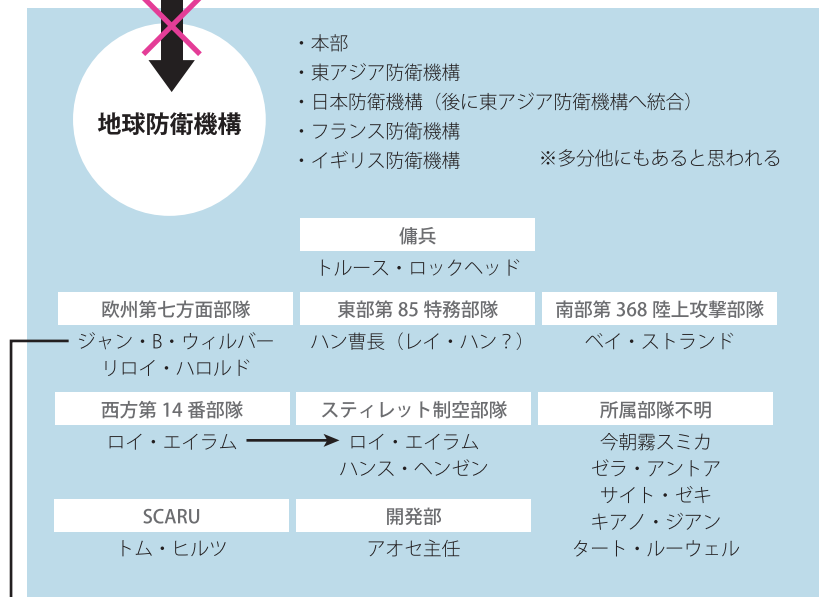 地球防衛機構
・本部
・東アジア防衛機構
・日本防衛機構（後に東アジア防衛機構へ統合）
・フランス防衛機構
・イギリス防衛機構
※多分他にもあると思われる
傭兵
トルース・ロックヘッド
欧州第七方面部隊
ジャン・B・ウィルバー
リロイ・ハロルド
東部第 85 特務部隊
ハン曹長（レイ・ハン？）
南部第 368 陸上攻撃部隊
ベイ・ストランド
西方第 14 番部隊
ロイ・エイラム
スティレット制空部隊
ロイ・エイラム
ハンス・ヘンゼン
所属部隊不明
今朝霧スミカ
ゼラ・アントア
サイト・ゼキ
キアノ・ジアン
タート・ルーウェル
SCARU
トム・ヒルツ
開発部
アオセ主任